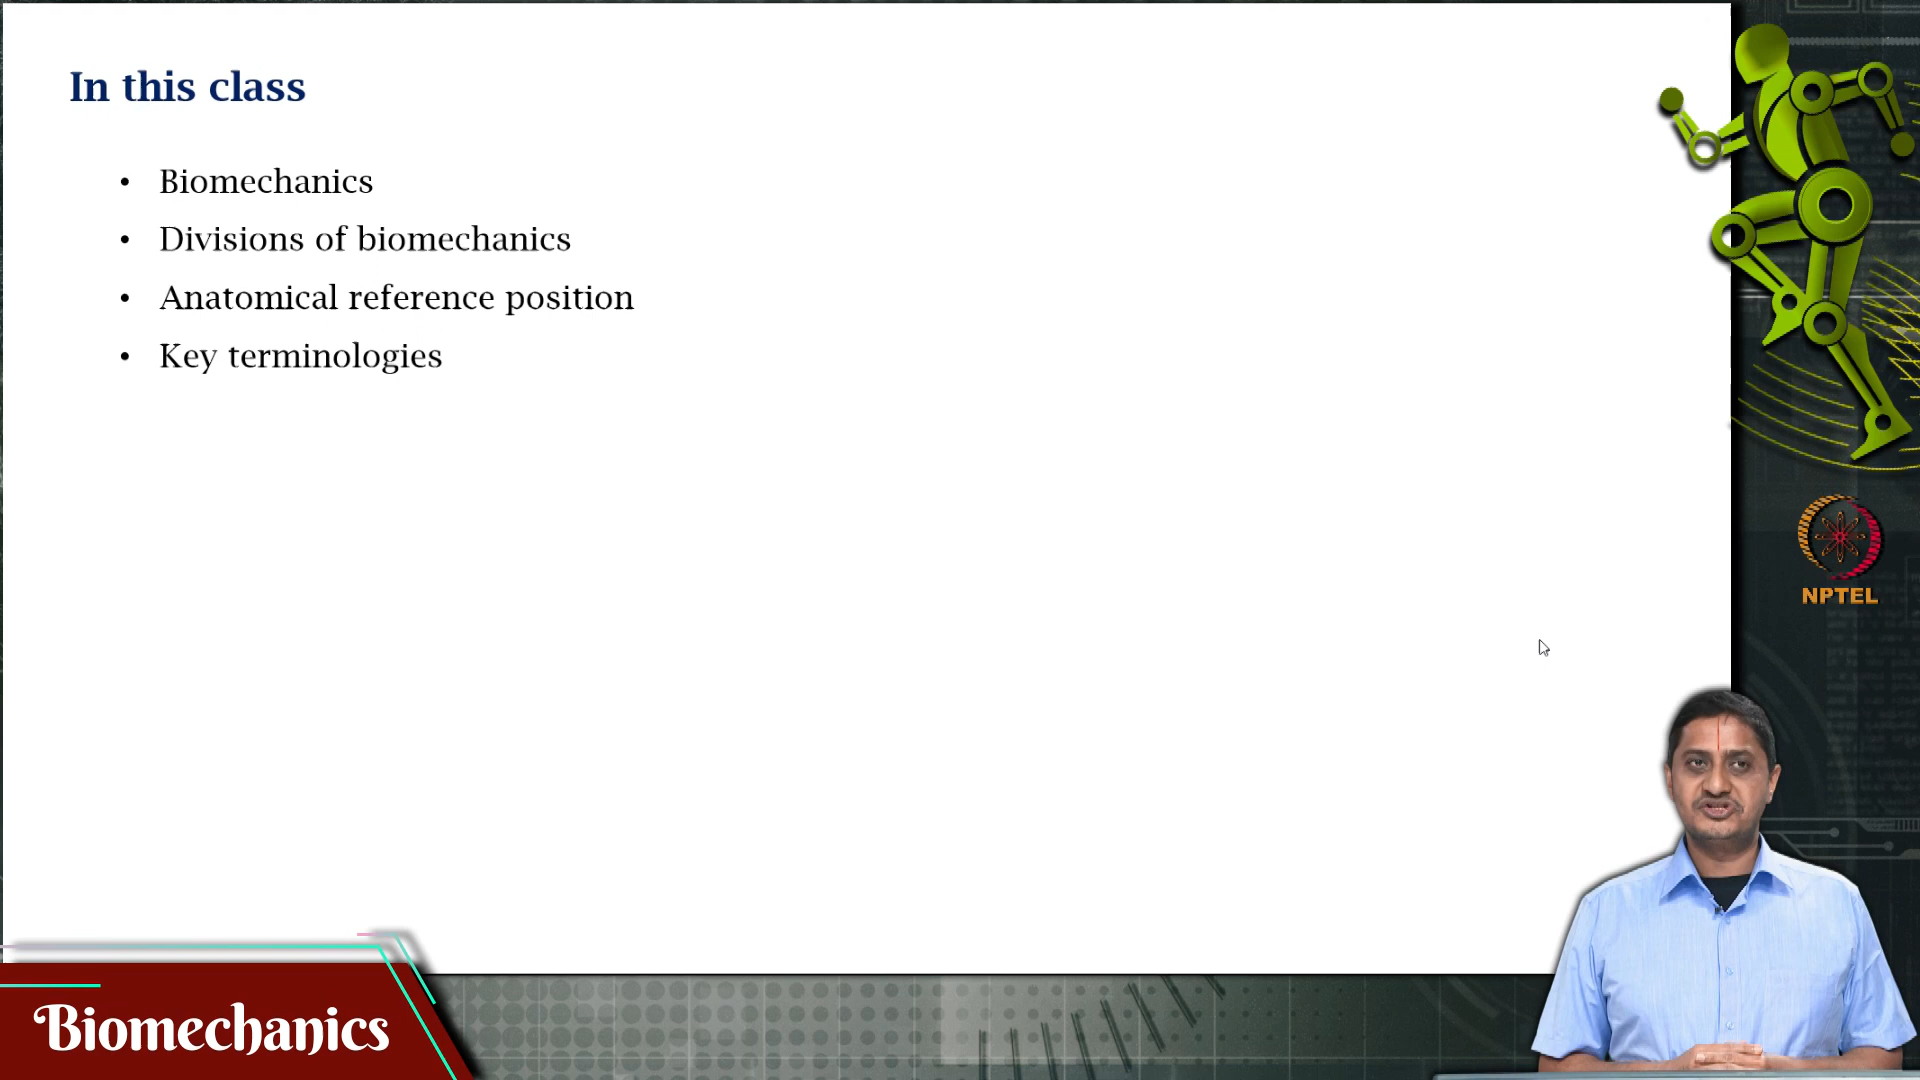 In this class
• Biomechanics
• Divisions of biomechanics
• Anatomical reference position
• Key terminologies
NPTEL
Biomechanics